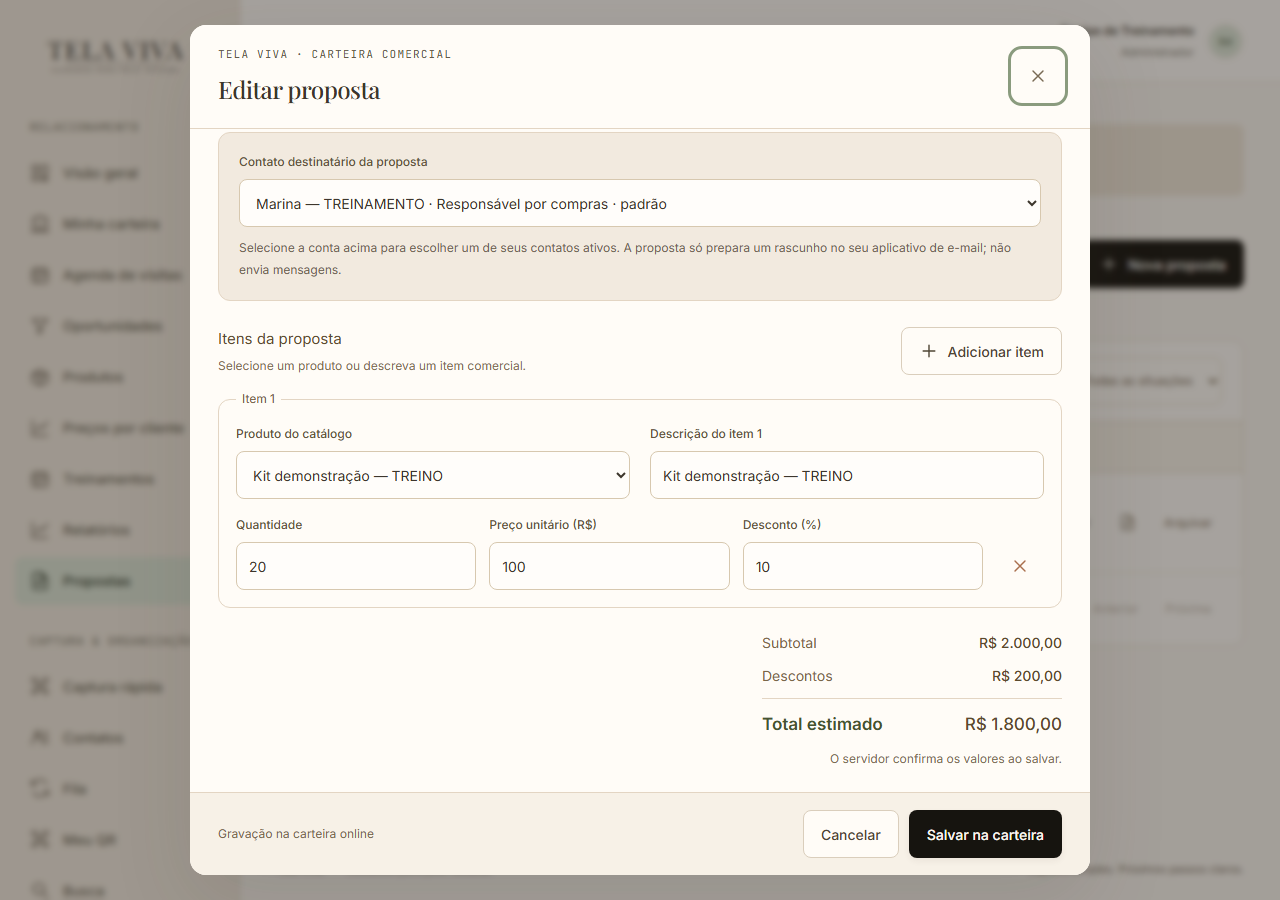 TELA VIVA · CARTEIRA COMERCIAL
Editar proposta
Contato destinatário da proposta
Marina — TREINAMENTO · Responsável por compras · padrão
Selecione a conta acima para escolher um de seus contatos ativos. A proposta só prepara um rascunho no seu aplicativo de e-mail; não
envia mensagens.
Itens da proposta
Selecione um produto ou descreva um item comercial.
Adicionar item
Item 1
Produto do catálogo
Descrição do item 1
Kit demonstração — TREINO
Kit demonstração — TREINO
Quantidade
Preço unitário (R$)
Desconto (%)
20
100
10
Subtotal
R$ 2.000,00
Descontos
R$ 200,00
Total estimado
R$ 1.800,00
O servidor confirma os valores ao salvar.
Gravação na carteira online
Cancelar
Salvar na carteira
TELA VIVA
RELACIONAMENTO
Visão geral
Minha carteira
Agenda de visitas
Oportunidades
Produtos
Preços por cliente
Treinamentos
Relatórios
Propostas
Captura rápida
Contatos
Fila
Meu QR
Busca
de Treinamento
Administrador
Nova proposta